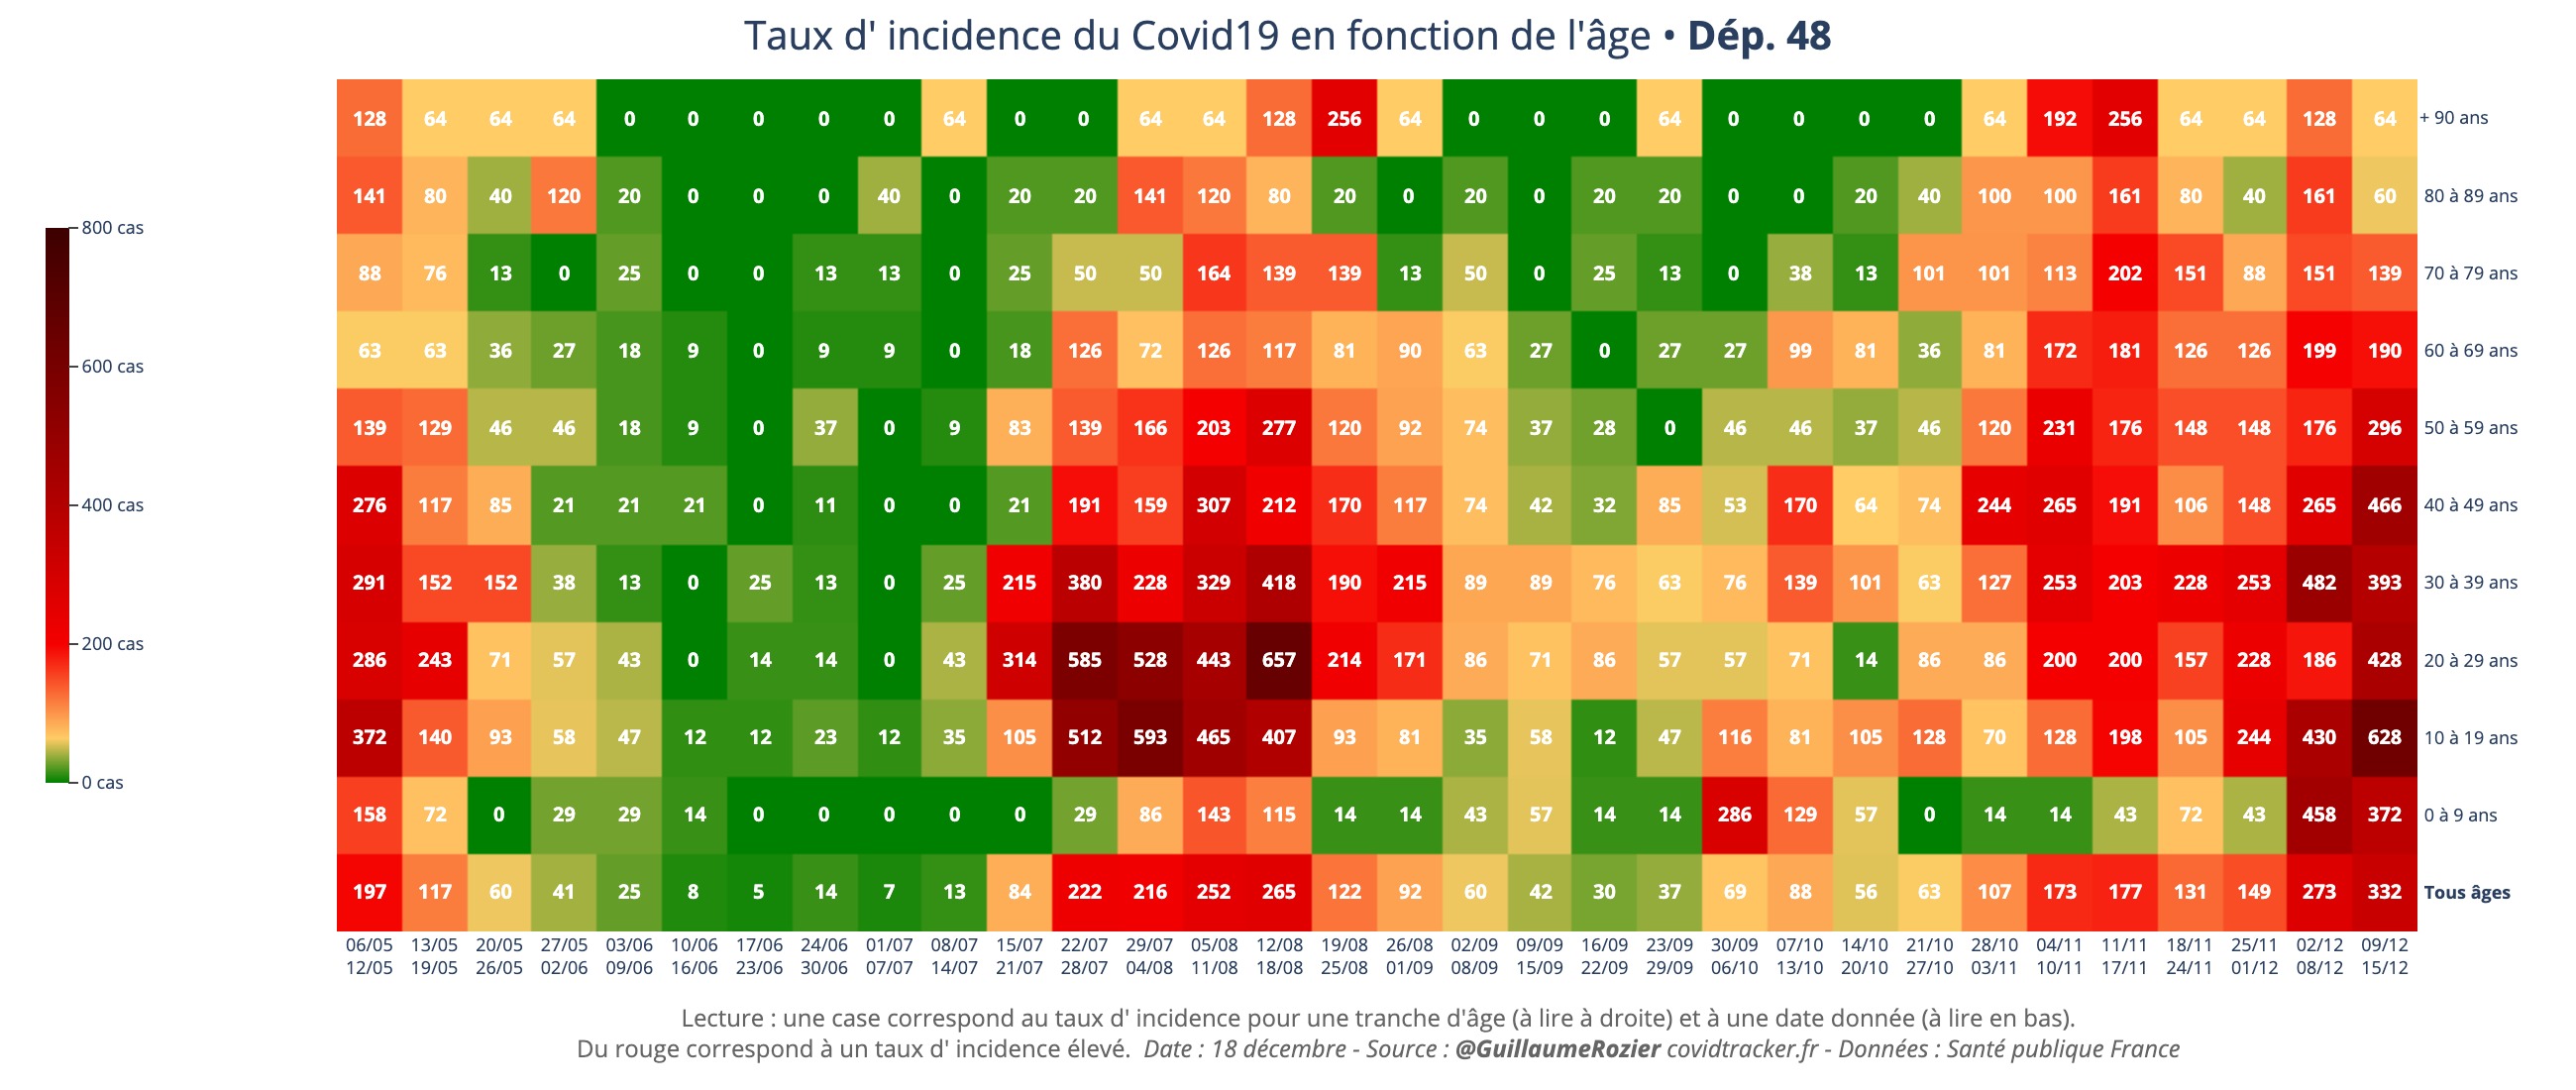 Taux d' incidence du Covid19 en fonction de l'âge • Dép. 48
800 cas
600 cas
400 cas
200 cas
0 cas
128 64 64 64 0 0 0 0 0 64 0 0 64 64 128 256 64 0 0 0 64 0 0 0 0 64 192 256 64 64 128 64 + 90 ans
141 80 40 120 20 0 0 0 40 0 20 20 141 120 80 20 0 20 0 20 20 0 0 20 40 100 100 161 80 40 161 60 80 à 89 ans
88 76 13 0 25 0 0 13 13 0 25 50 50 164 139 139 13 50 0 25 13 0 38 13 101 101 113 202 151 88 151 139 70 à 79 ans
63 63 36 27 18 9 0 9 9 0 18 126 72 126 117 81 90 63 27 0 27 27 99 81 36 81 172 181 126 126 199 190 60 à 69 ans
139 129 46 46 18 9 0 37 0 9 83 139 166 203 277 120 92 74 37 28 0 46 46 37 46 120 231 176 148 148 176 296 50 à 59 ans
276 117 85 21 21 21 0 11 0 0 21 191 159 307 212 170 117 74 42 32 85 53 170 64 74 244 265 191 106 148 265 466 40 à 49 ans
291 152 152 38 13 0 25 13 0 25 215 380 228 329 418 190 215 89 89 76 63 76 139 101 63 127 253 203 228 253 482 393 30 à 39 ans
286 243 71 57 43 0 14 14 0 43 314 585 528 443 657 214 171 86 71 86 57 57 71 14 86 86 200 200 157 228 186 428 20 à 29 ans
372 140 93 58 47 12 12 23 12 35 105 512 593 465 407 93 81 35 58 12 47 116 81 105 128 70 128 198 105 244 430 628 10 à 19 ans
158 72 0 29 29 14 0 0 0 0 0 29 86 143 115 14 14 43 57 14 14 286 129 57 0 14 14 43 72 43 458 372 0 à 9 ans
197 117 60 41 25 8 5 14 7 13 84 222 216 252 265 122 92 60 42 30 37 69 88 56 63 107 173 177 131 149 273 332 Tous âges
06/05 13/05 20/05 27/05 03/06 10/06 17/06 24/06 01/07 08/07 15/07 22/07 29/07 05/08 12/08 19/08 26/08 02/09 09/09 16/09 23/09 30/09 07/10 14/10 21/10 28/10 04/11 11/11 18/11 25/11 02/12 09/12
12/05 19/05 26/05 02/06 09/06 16/06 23/06 30/06 07/07 14/07 21/07 28/07 04/08 11/08 18/08 25/08 01/09 08/09 15/09 22/09 29/09 06/10 13/10 20/10 27/10 03/11 10/11 17/11 24/11 01/12 08/12 15/12
Lecture : une case correspond au taux d' incidence pour une tranche d'âge (à lire à droite) et à une date donnée (à lire en bas).
Du rouge correspond à un taux d' incidence élevé. Date : 18 décembre - Source : @GuillaumeRozier covidtracker.fr - Données : Santé publique France